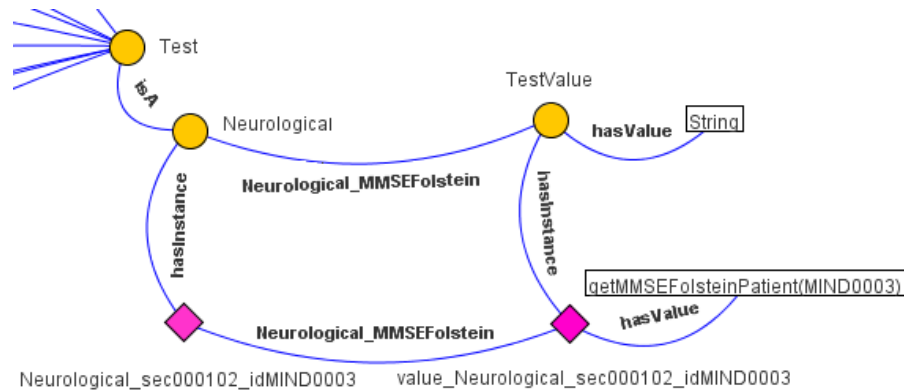 Test
isA
TestValue
Neurological
hasValue
String
Neurological_MMSEFolstein
hasInstance
hasInstance
getMMSEFolsteinPatient(MIND0003)
Neurological_MMSEFolstein
hasValue
Neurological_sec000102_idMIND0003
value_Neurological_sec000102_idMIND0003